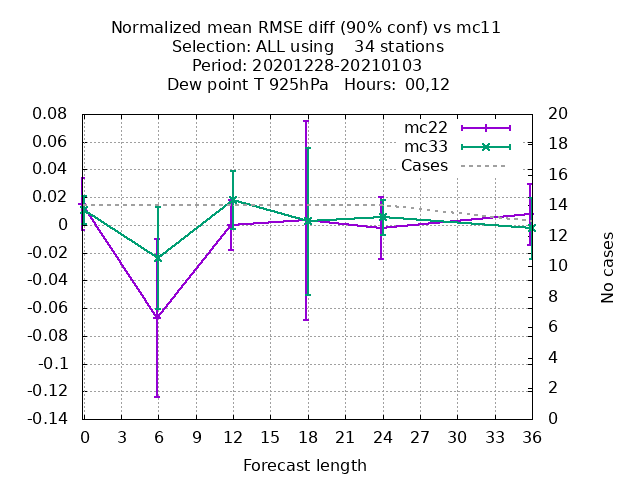 Normalized mean RMSE diff (90% conf) vs mc11
Selection: ALL using    34 stations
Period: 20201228-20210103
Dew point T 925hPa   Hours:  00,12
mc22
mc33
Cases
0.08
0.06
0.04
0.02
0
-0.02
-0.04
-0.06
-0.08
-0.1
-0.12
-0.14
20
18
16
14
12
10
8
6
4
2
0
No cases
0 3 6 9 12 15 18 21 24 27 30 33 36
Forecast length